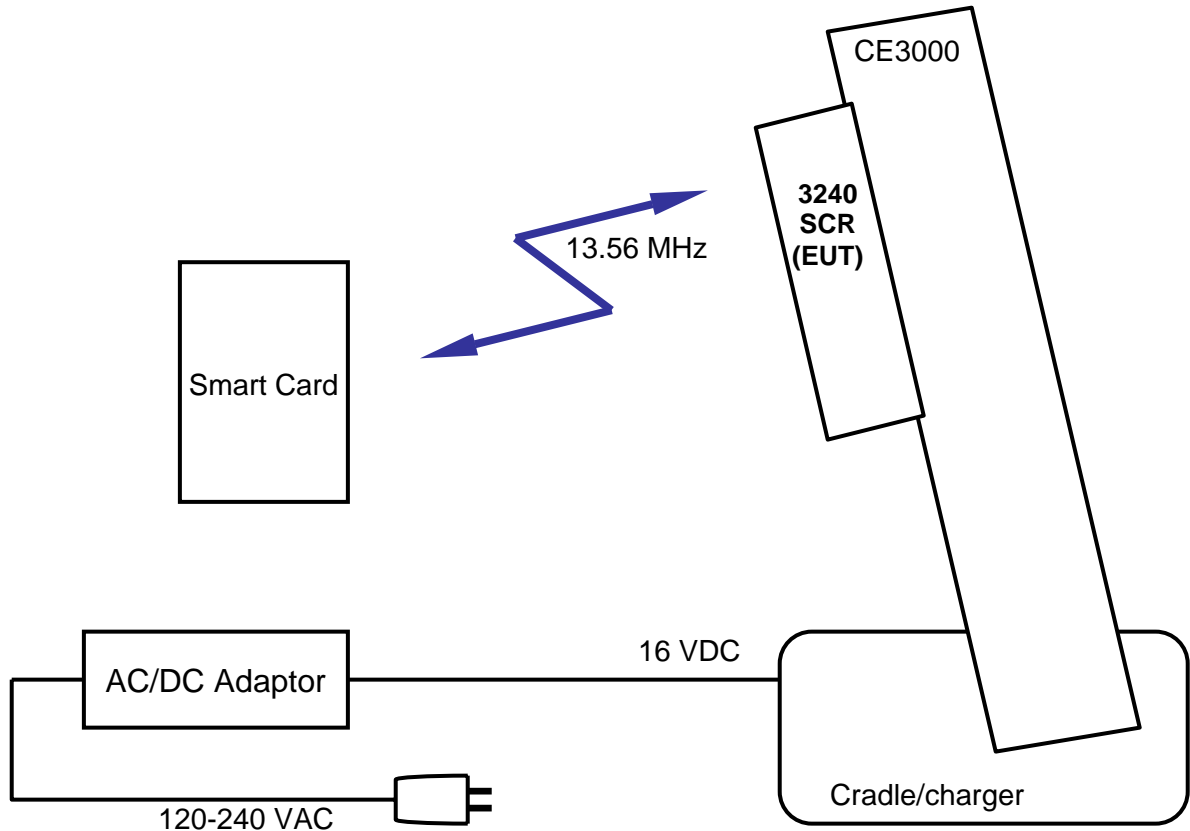 CE3000
3240
SCR
(EUT)
13.56 MHz
Smart Card
16 VDC
AC/DC Adaptor
Cradle/charger
120-240 VAC